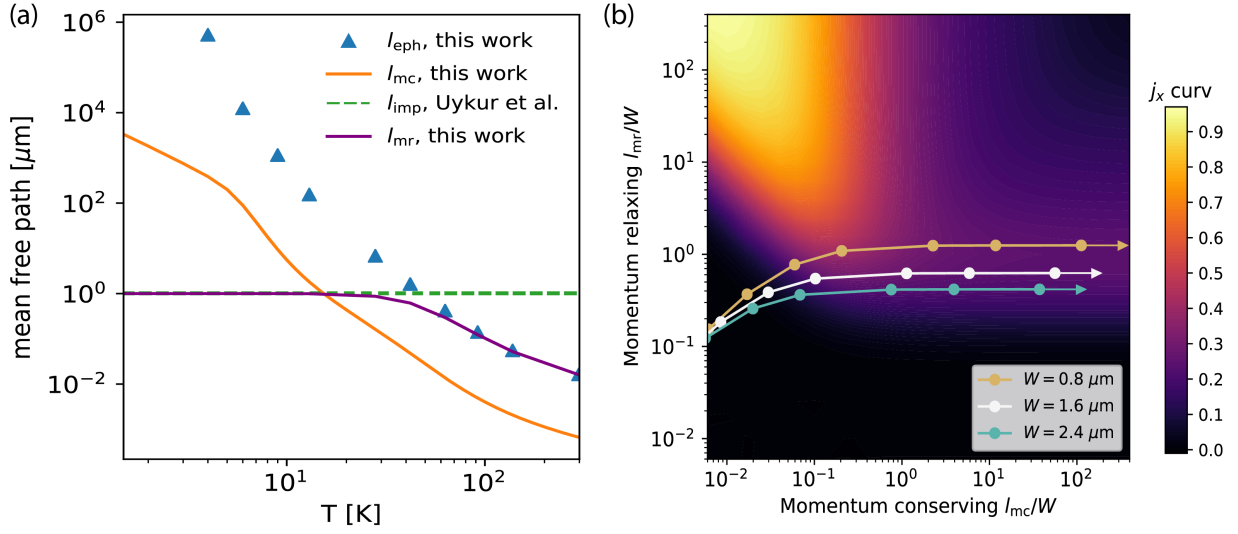 (a)
mean free path [μm]
10⁶
10⁴
10²
10⁰
10⁻²
10¹
10²
T [K]
l_eph, this work
l_mc, this work
l_imp, Uykur et al.
l_mr, this work
(b)
Momentum relaxing l_mr/W
10²
10¹
10⁰
10⁻¹
10⁻²
10⁻²
10⁻¹
10⁰
10¹
10²
Momentum conserving l_mc/W
W = 0.8 μm
W = 1.6 μm
W = 2.4 μm
j_x curv
0.9
0.8
0.7
0.6
0.5
0.4
0.3
0.2
0.1
0.0